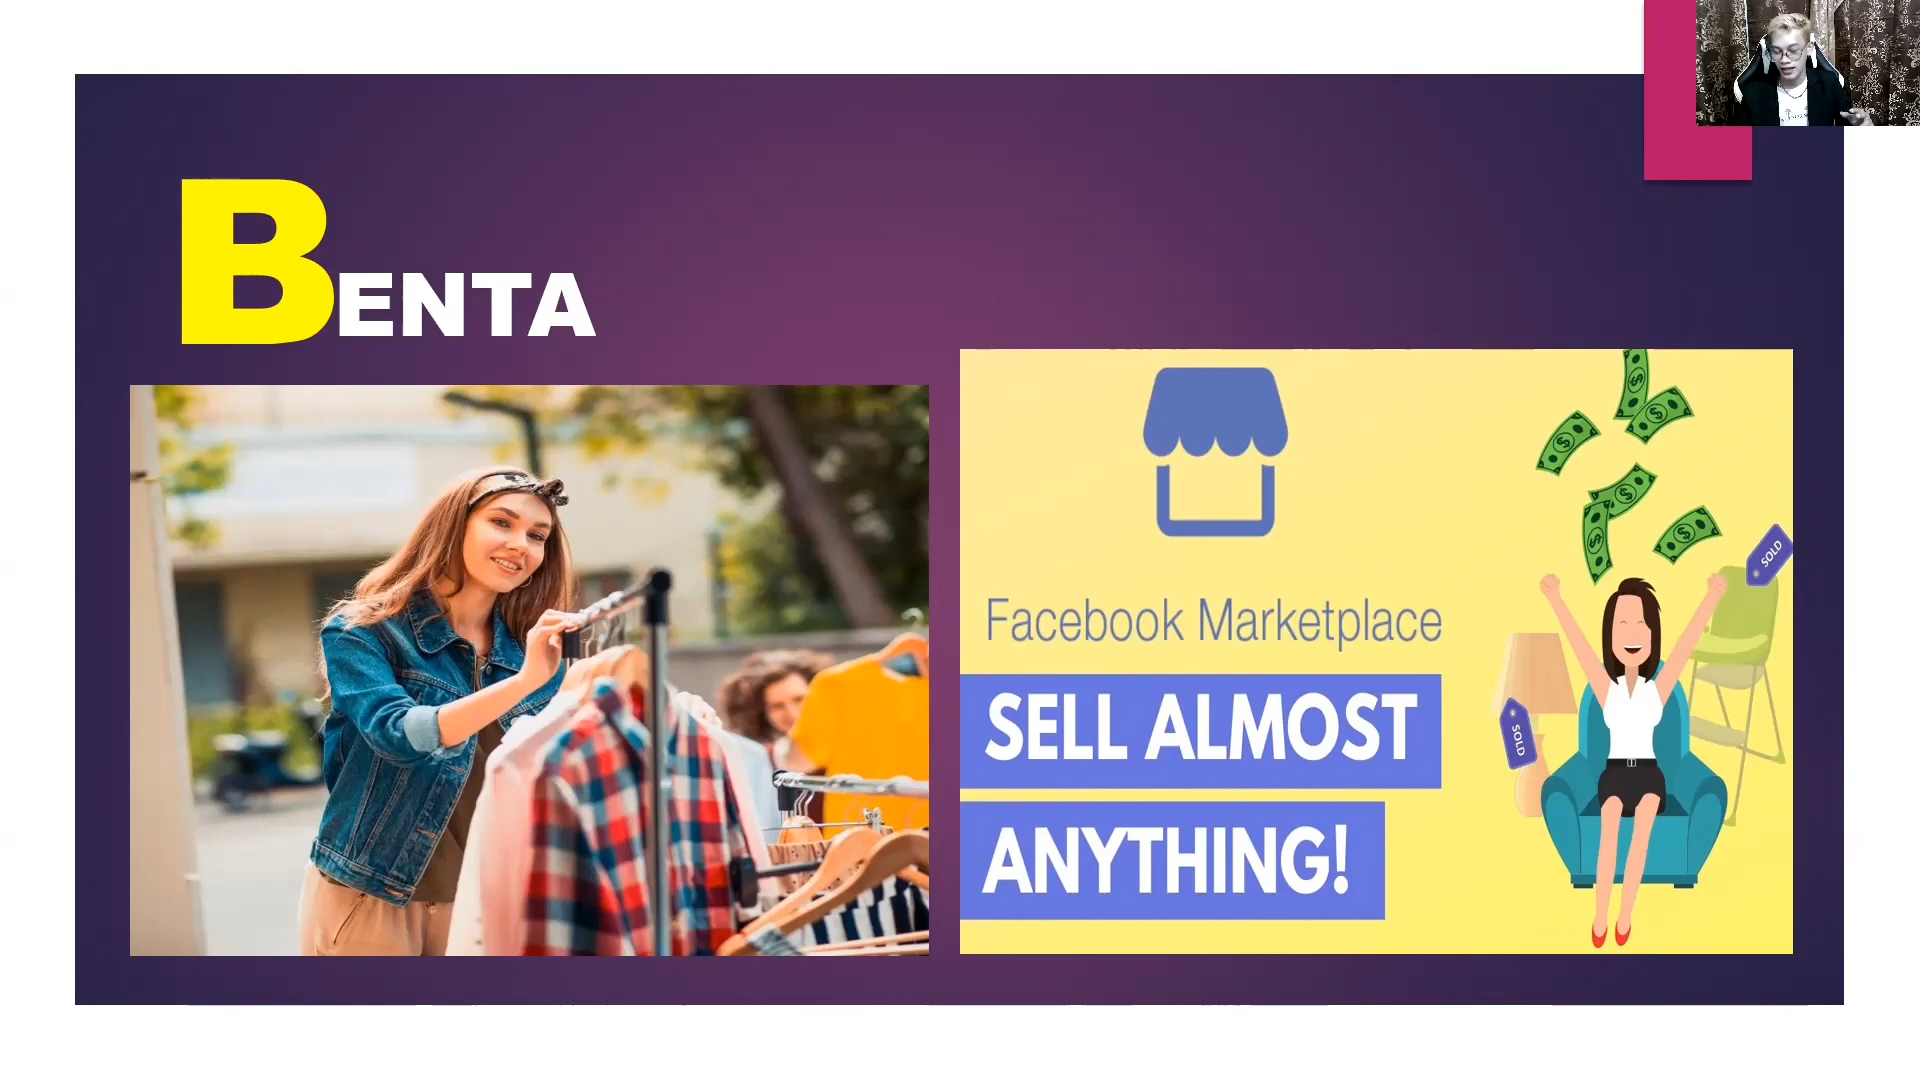 BENTA
Facebook Marketplace
SELL ALMOST
ANYTHING!
SOLD
SOLD